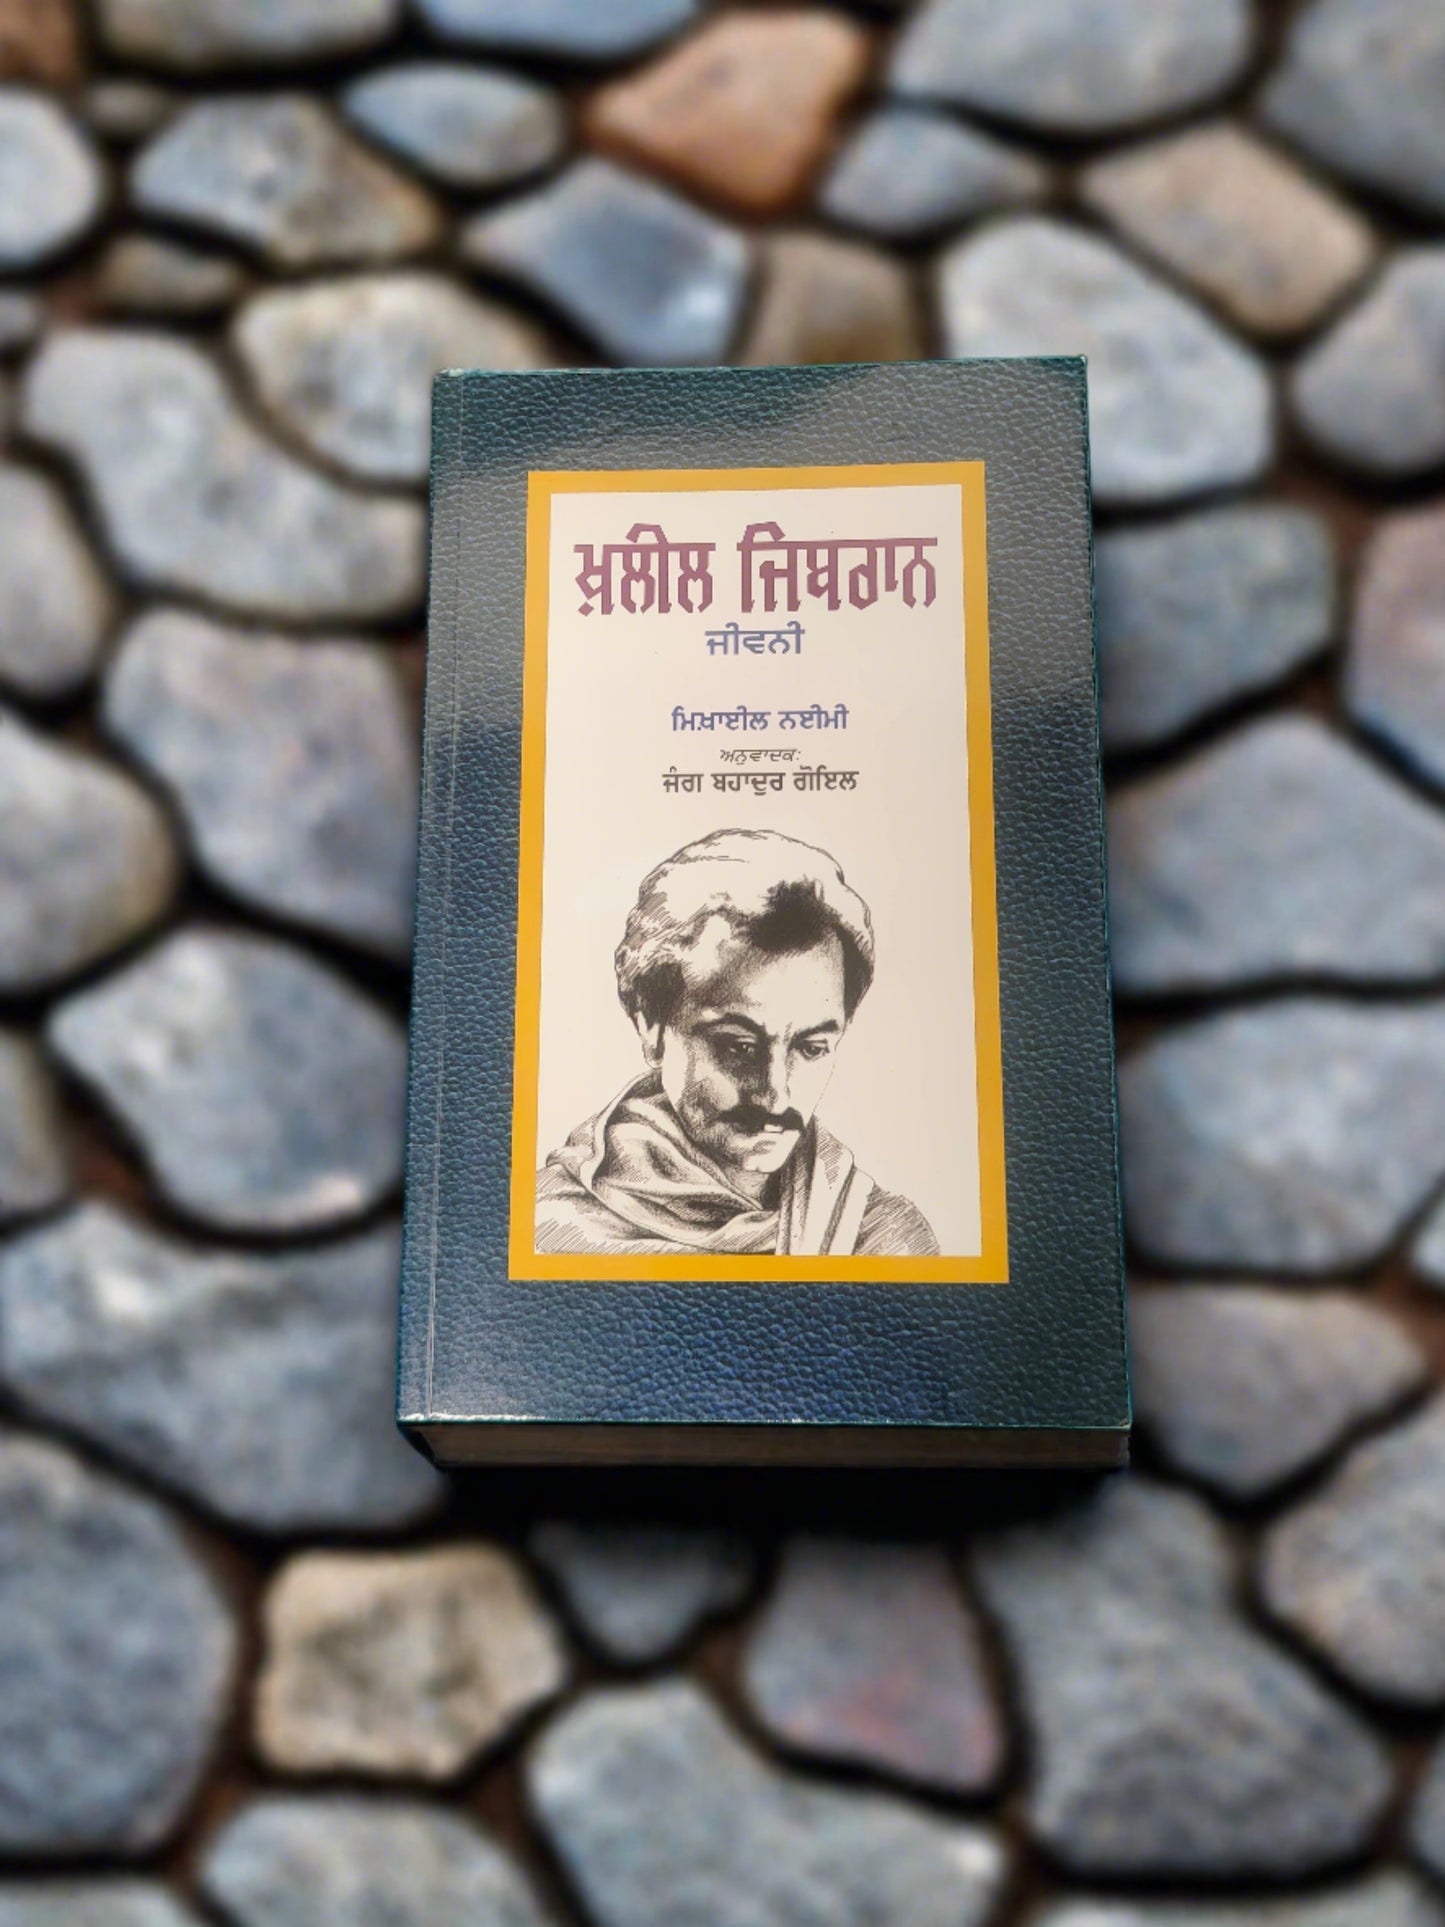 ਖ਼ਲੀਲ ਜਿਬਰਾਨ
ਜੀਵਨੀ
ਮਿਖ਼ਾਈਲ ਨਈਮੀ
ਅਨੁਵਾਦਕ:
ਜੰਗ ਬਹਾਦੁਰ ਗੋਇਲ